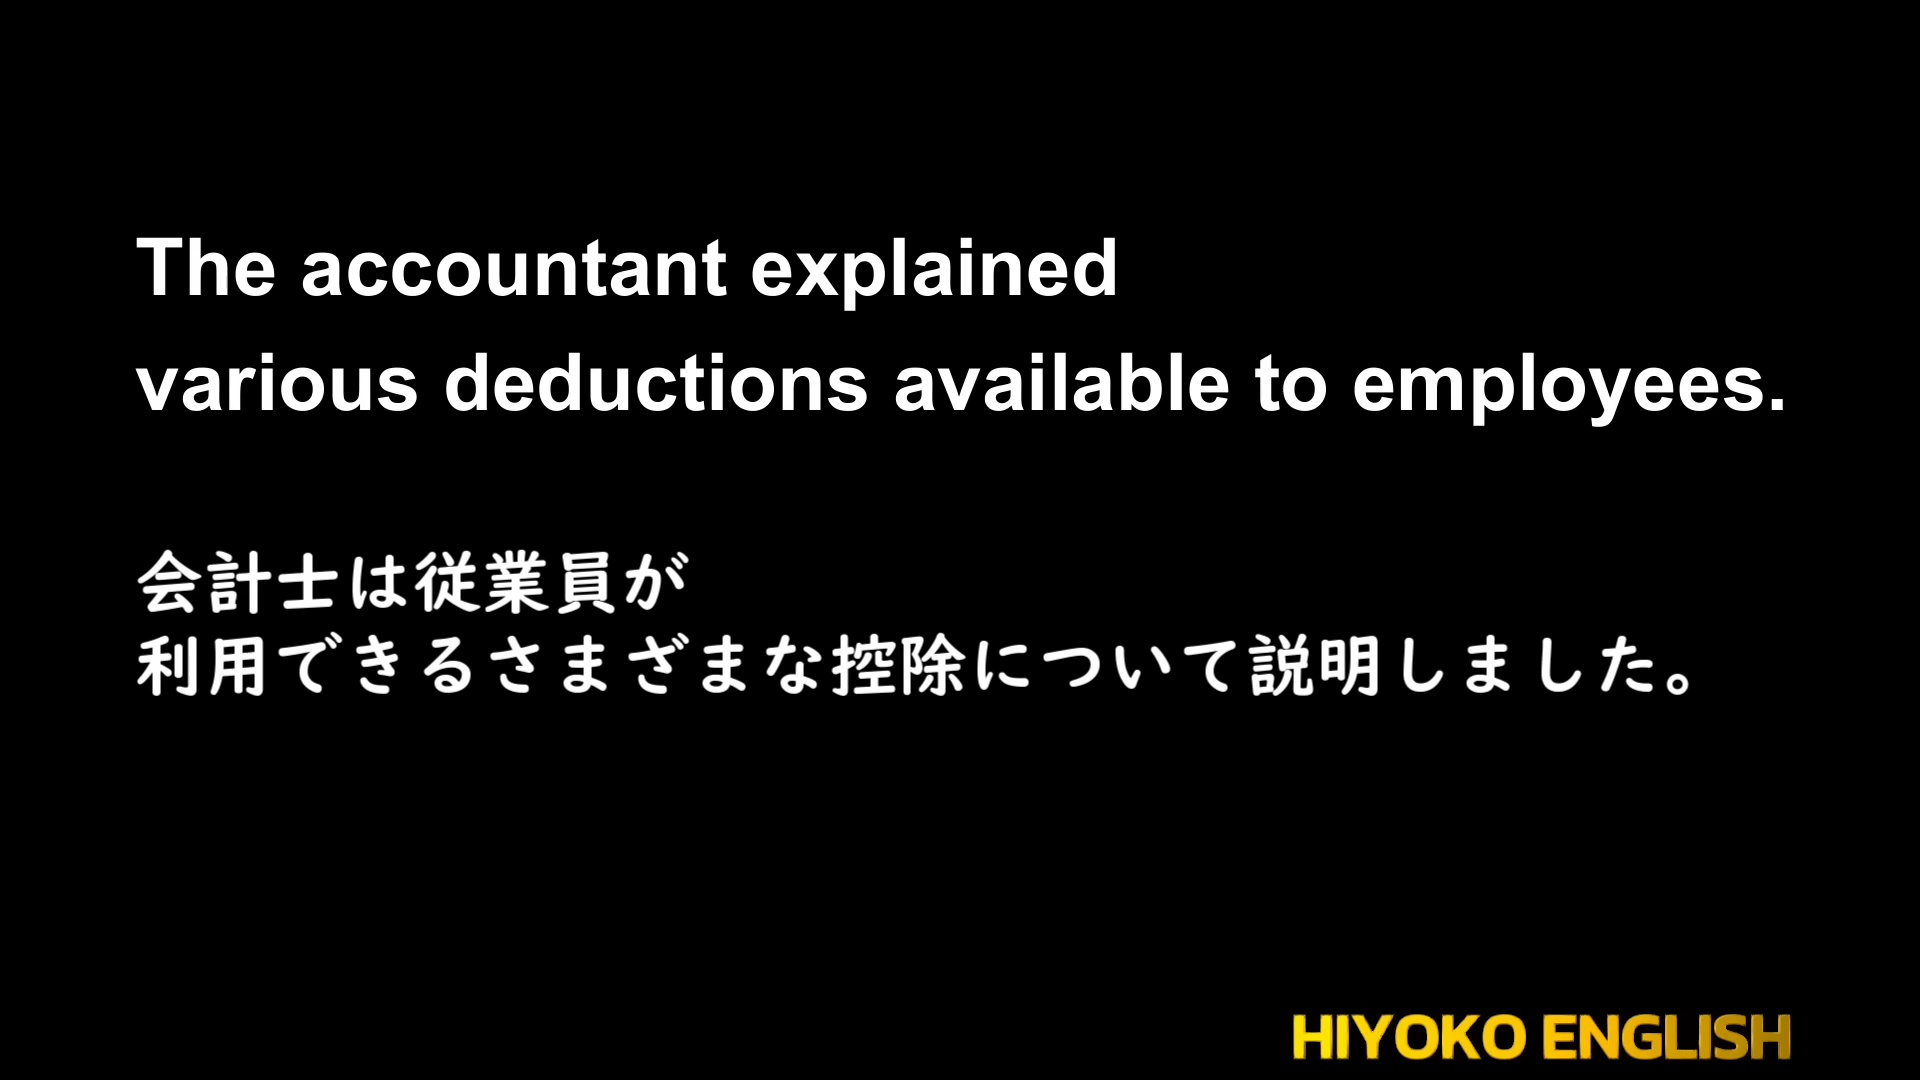 The accountant explained
various deductions available to employees.
会計士は従業員が
利用できるさまざまな控除について説明しました。
HIYOKO ENGLISH